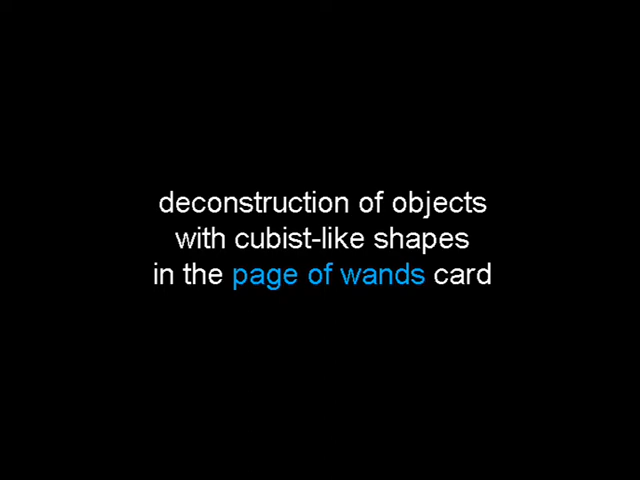 deconstruction of objects
with cubist-like shapes
in the page of wands card